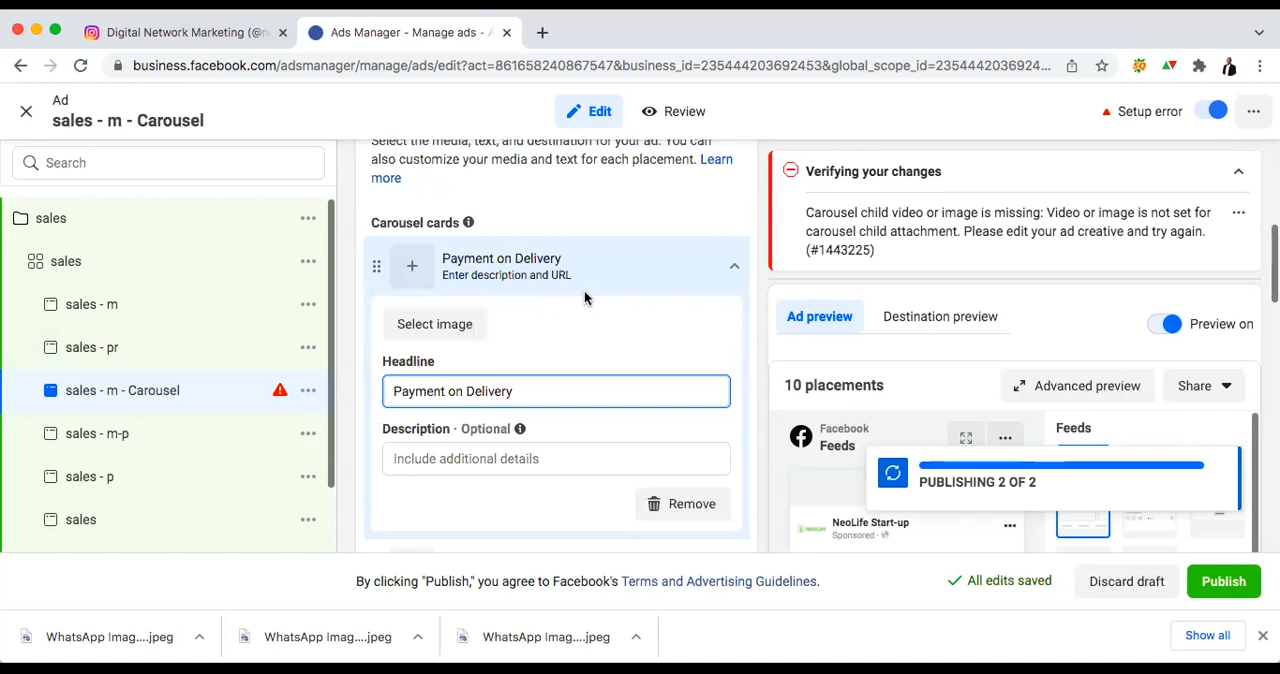 Digital Network Marketing (@n
Ads Manager - Manage ads - A
business.facebook.com/adsmanager/manage/ads/edit?act=861658240867547&business_id=235444203692453&global_scope_id=2354442036924...
Ad
sales - m - Carousel
Edit
Review
Setup error
Search
sales
sales
sales - m
sales - pr
sales - m - Carousel
sales - m-p
sales - p
sales
Select the media, text, and destination for your ad. You can
also customize your media and text for each placement. Learn
more
Carousel cards
Payment on Delivery
Enter description and URL
Select image
Headline
Payment on Delivery
Description · Optional
Include additional details
Remove
Verifying your changes
Carousel child video or image is missing: Video or image is not set for
carousel child attachment. Please edit your ad creative and try again.
(#1443225)
Ad preview
Destination preview
Preview on
10 placements
Advanced preview
Share
Facebook
Feeds
Feeds
PUBLISHING 2 OF 2
NeoLife Start-up
Sponsored ·
By clicking "Publish," you agree to Facebook's Terms and Advertising Guidelines.
All edits saved
Discard draft
Publish
WhatsApp Imag....jpeg
WhatsApp Imag....jpeg
WhatsApp Imag....jpeg
Show all